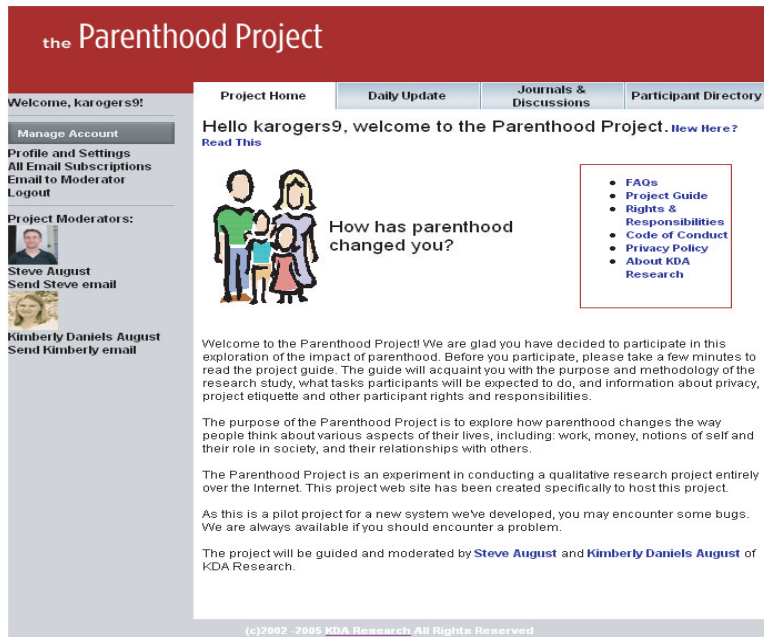 the Parenthood Project
Welcome, karogers9!
Manage Account
Profile and Settings
All Email Subscriptions
Email to Moderator
Logout
Project Moderators:
Steve August
Send Steve email
Kimberly Daniels August
Send Kimberly email
Project Home
Daily Update
Journals &
Discussions
Participant Directory
Hello karogers9, welcome to the Parenthood Project. New Here?
Read This
How has parenthood
changed you?
FAQs
Project Guide
Rights &
Responsibilities
Code of Conduct
Privacy Policy
About KDA
Research
Welcome to the Parenthood Project! We are glad you have decided to participate in this
exploration of the impact of parenthood. Before you participate, please take a few minutes to
read the project guide. The guide will acquaint you with the purpose and methodology of the
research study, what tasks participants will be expected to do, and information about privacy,
project etiquette and other participant rights and responsibilities.
The purpose of the Parenthood Project is to explore how parenthood changes the way
people think about various aspects of their lives, including: work, money, notions of self and
their role in society, and their relationships with others.
The Parenthood Project is an experiment in conducting a qualitative research project entirely
over the Internet. This project web site has been created specifically to host this project.
As this is a pilot project for a new system we've developed, you may encounter some bugs.
We are always available if you should encounter a problem.
The project will be guided and moderated by Steve August and Kimberly Daniels August of
KDA Research.
(c)2002 -2005 KDA Research All Rights Reserved